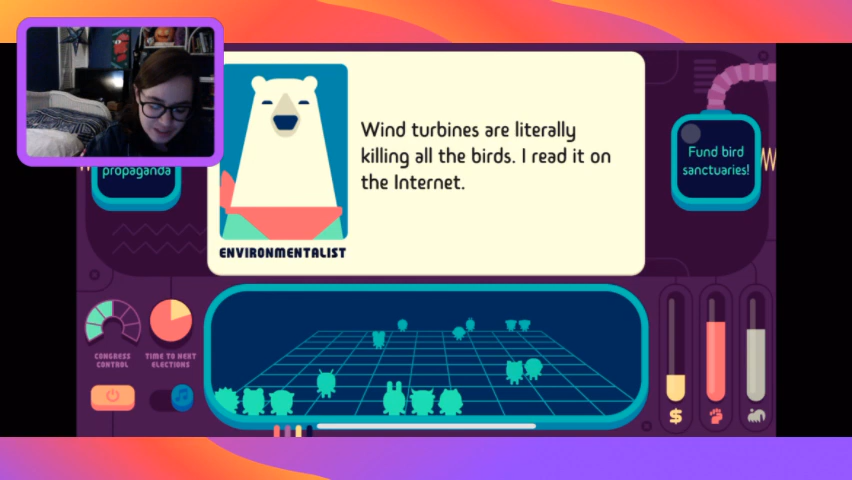 Wind turbines are literally
killing all the birds. I read it on
the Internet.
ENVIRONMENTALIST
propaganda
Fund bird
sanctuaries!
CONGRESS
CONTROL
TIME TO NEXT
ELECTIONS
$